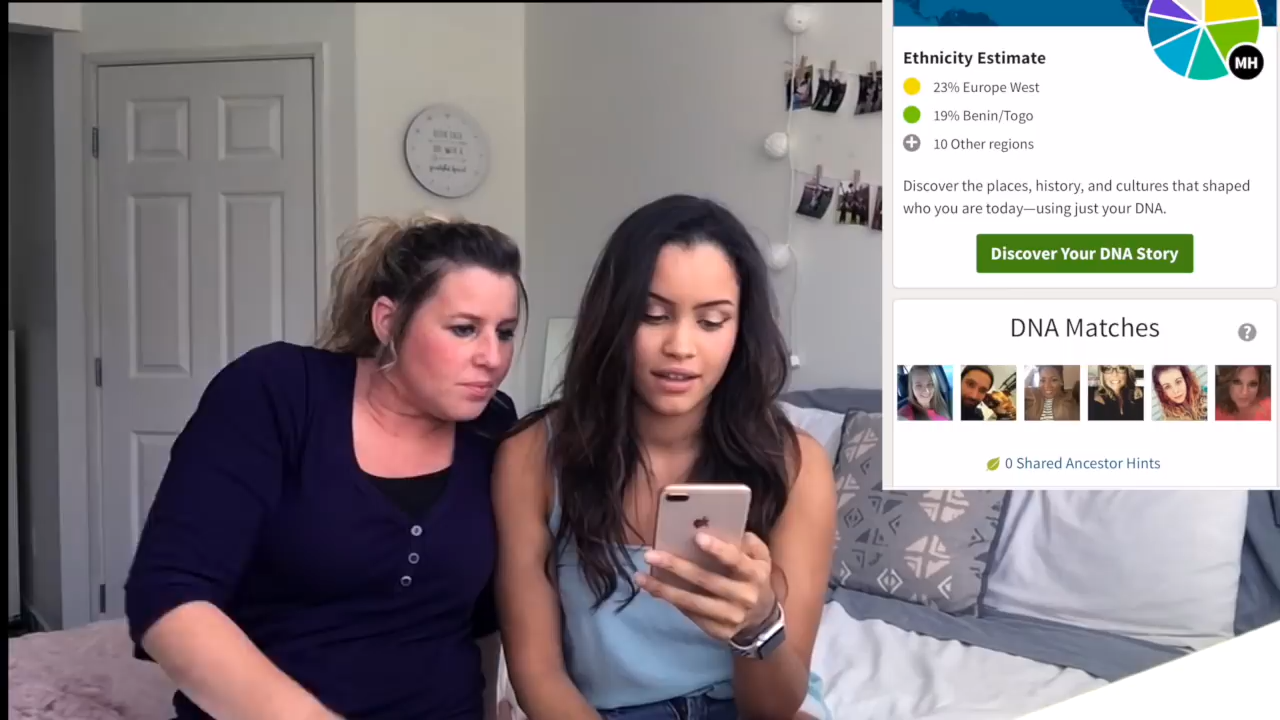 MH
Ethnicity Estimate
23% Europe West
19% Benin/Togo
10 Other regions
Discover the places, history, and cultures that shaped
who you are today—using just your DNA.
Discover Your DNA Story
DNA Matches
?
0 Shared Ancestor Hints